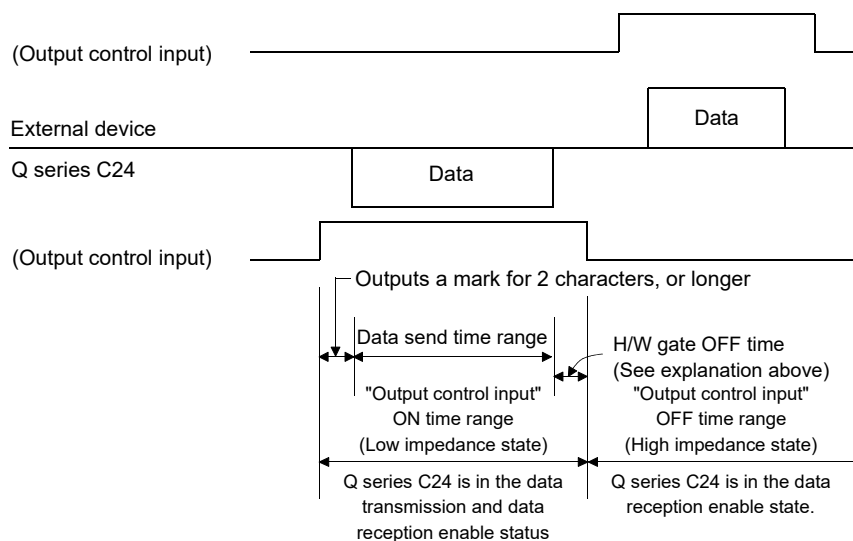 (Output control input)
Data
External device
Q series C24
Data
(Output control input)
Outputs a mark for 2 characters, or longer
Data send time range
H/W gate OFF time
(See explanation above)
"Output control input"
ON time range
(Low impedance state)
"Output control input"
OFF time range
(High impedance state)
Q series C24 is in the data
transmission and data
reception enable status
Q series C24 is in the data
reception enable state.